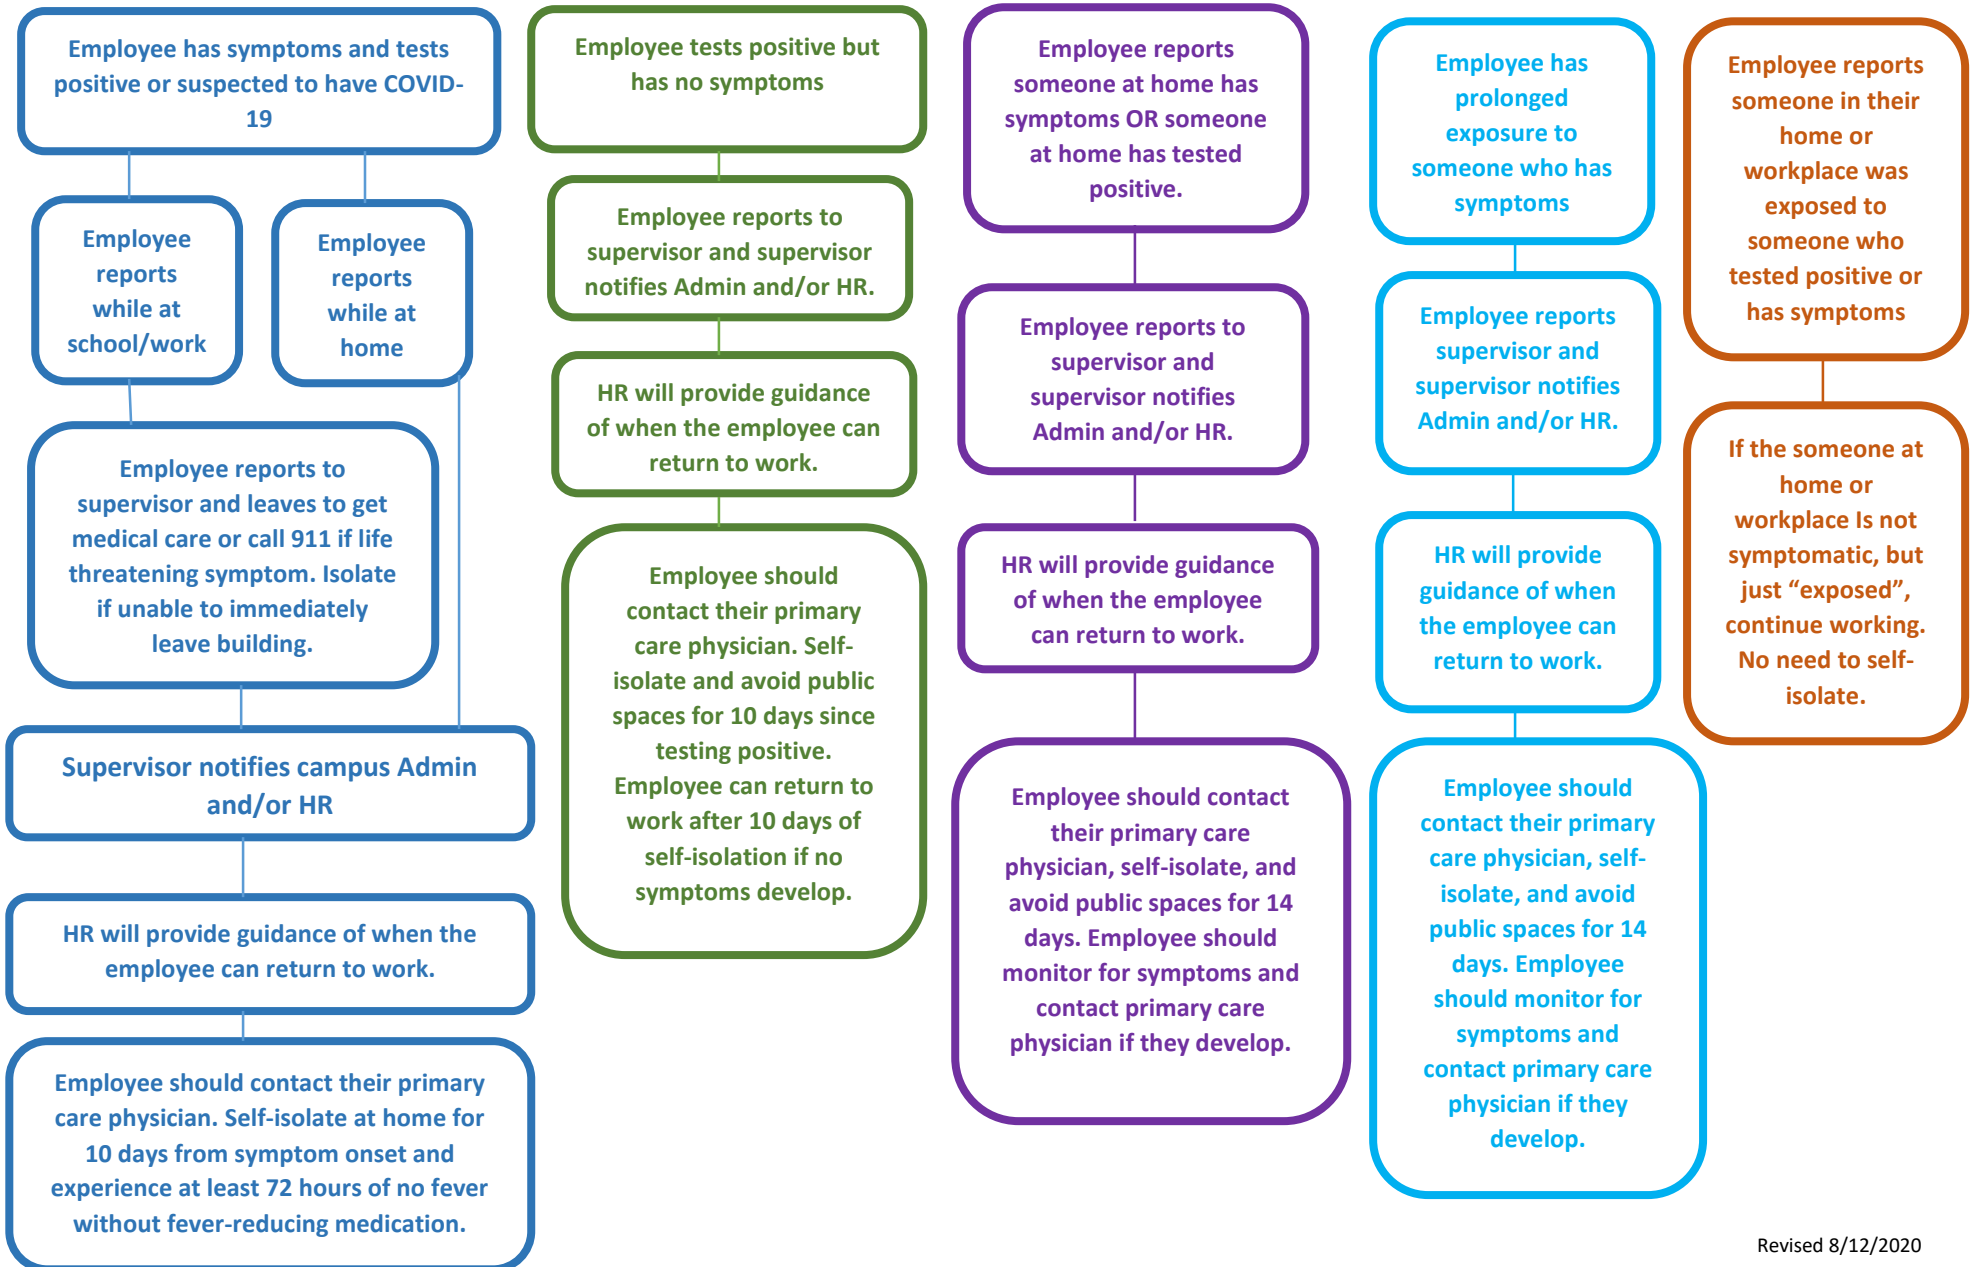 Employee has symptoms and tests
positive or suspected to have COVID-
19
Employee
reports
while at
school/work
Employee
reports
while at
home
Employee reports to
supervisor and leaves to get
medical care or call 911 if life
threatening symptom. Isolate
if unable to immediately
leave building.
Supervisor notifies campus Admin
and/or HR
HR will provide guidance of when the
employee can return to work.
Employee should contact their primary
care physician. Self-isolate at home for
10 days from symptom onset and
experience at least 72 hours of no fever
without fever-reducing medication.
Employee tests positive but
has no symptoms
Employee reports to
supervisor and supervisor
notifies Admin and/or HR.
HR will provide guidance
of when the employee can
return to work.
Employee should
contact their primary
care physician. Self-
isolate and avoid public
spaces for 10 days since
testing positive.
Employee can return to
work after 10 days of
self-isolation if no
symptoms develop.
Employee reports
someone at home has
symptoms OR someone
at home has tested
positive.
Employee reports to
supervisor and
supervisor notifies
Admin and/or HR.
HR will provide guidance
of when the employee
can return to work.
Employee should contact
their primary care
physician, self-isolate, and
avoid public spaces for 14
days. Employee should
monitor for symptoms and
contact primary care
physician if they develop.
Employee has
prolonged
exposure to
someone who has
symptoms
Employee reports
supervisor and
supervisor notifies
Admin and/or HR.
HR will provide
guidance of when
the employee can
return to work.
Employee should
contact their primary
care physician, self-
isolate, and avoid
public spaces for 14
days. Employee
should monitor for
symptoms and
contact primary care
physician if they
develop.
Employee reports
someone in their
home or
workplace was
exposed to
someone who
tested positive or
has symptoms
If the someone at
home or
workplace Is not
symptomatic, but
just “exposed”,
continue working.
No need to self-
isolate.
Revised 8/12/2020